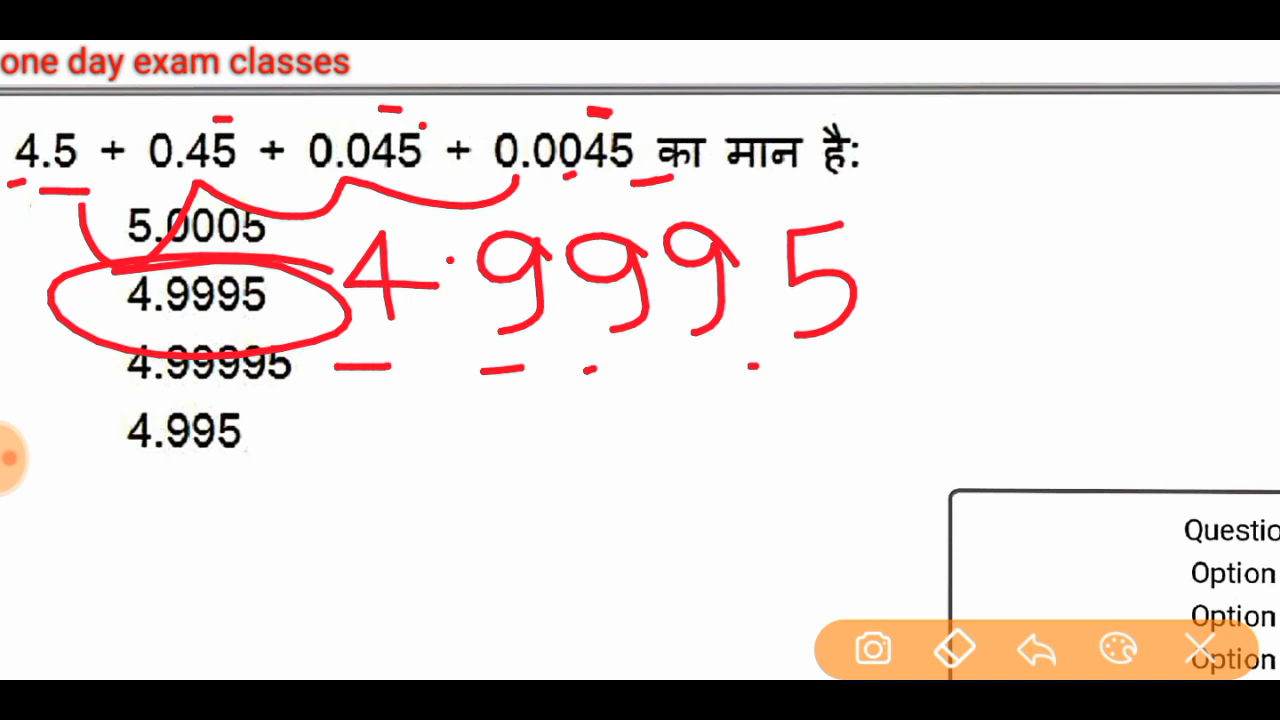 one day exam classes
4.5 + 0.45 + 0.045 + 0.0045 का मान है:
5.0005
4.9995
4.9995
4.99995
4.995
Questio
Option
Option
Option